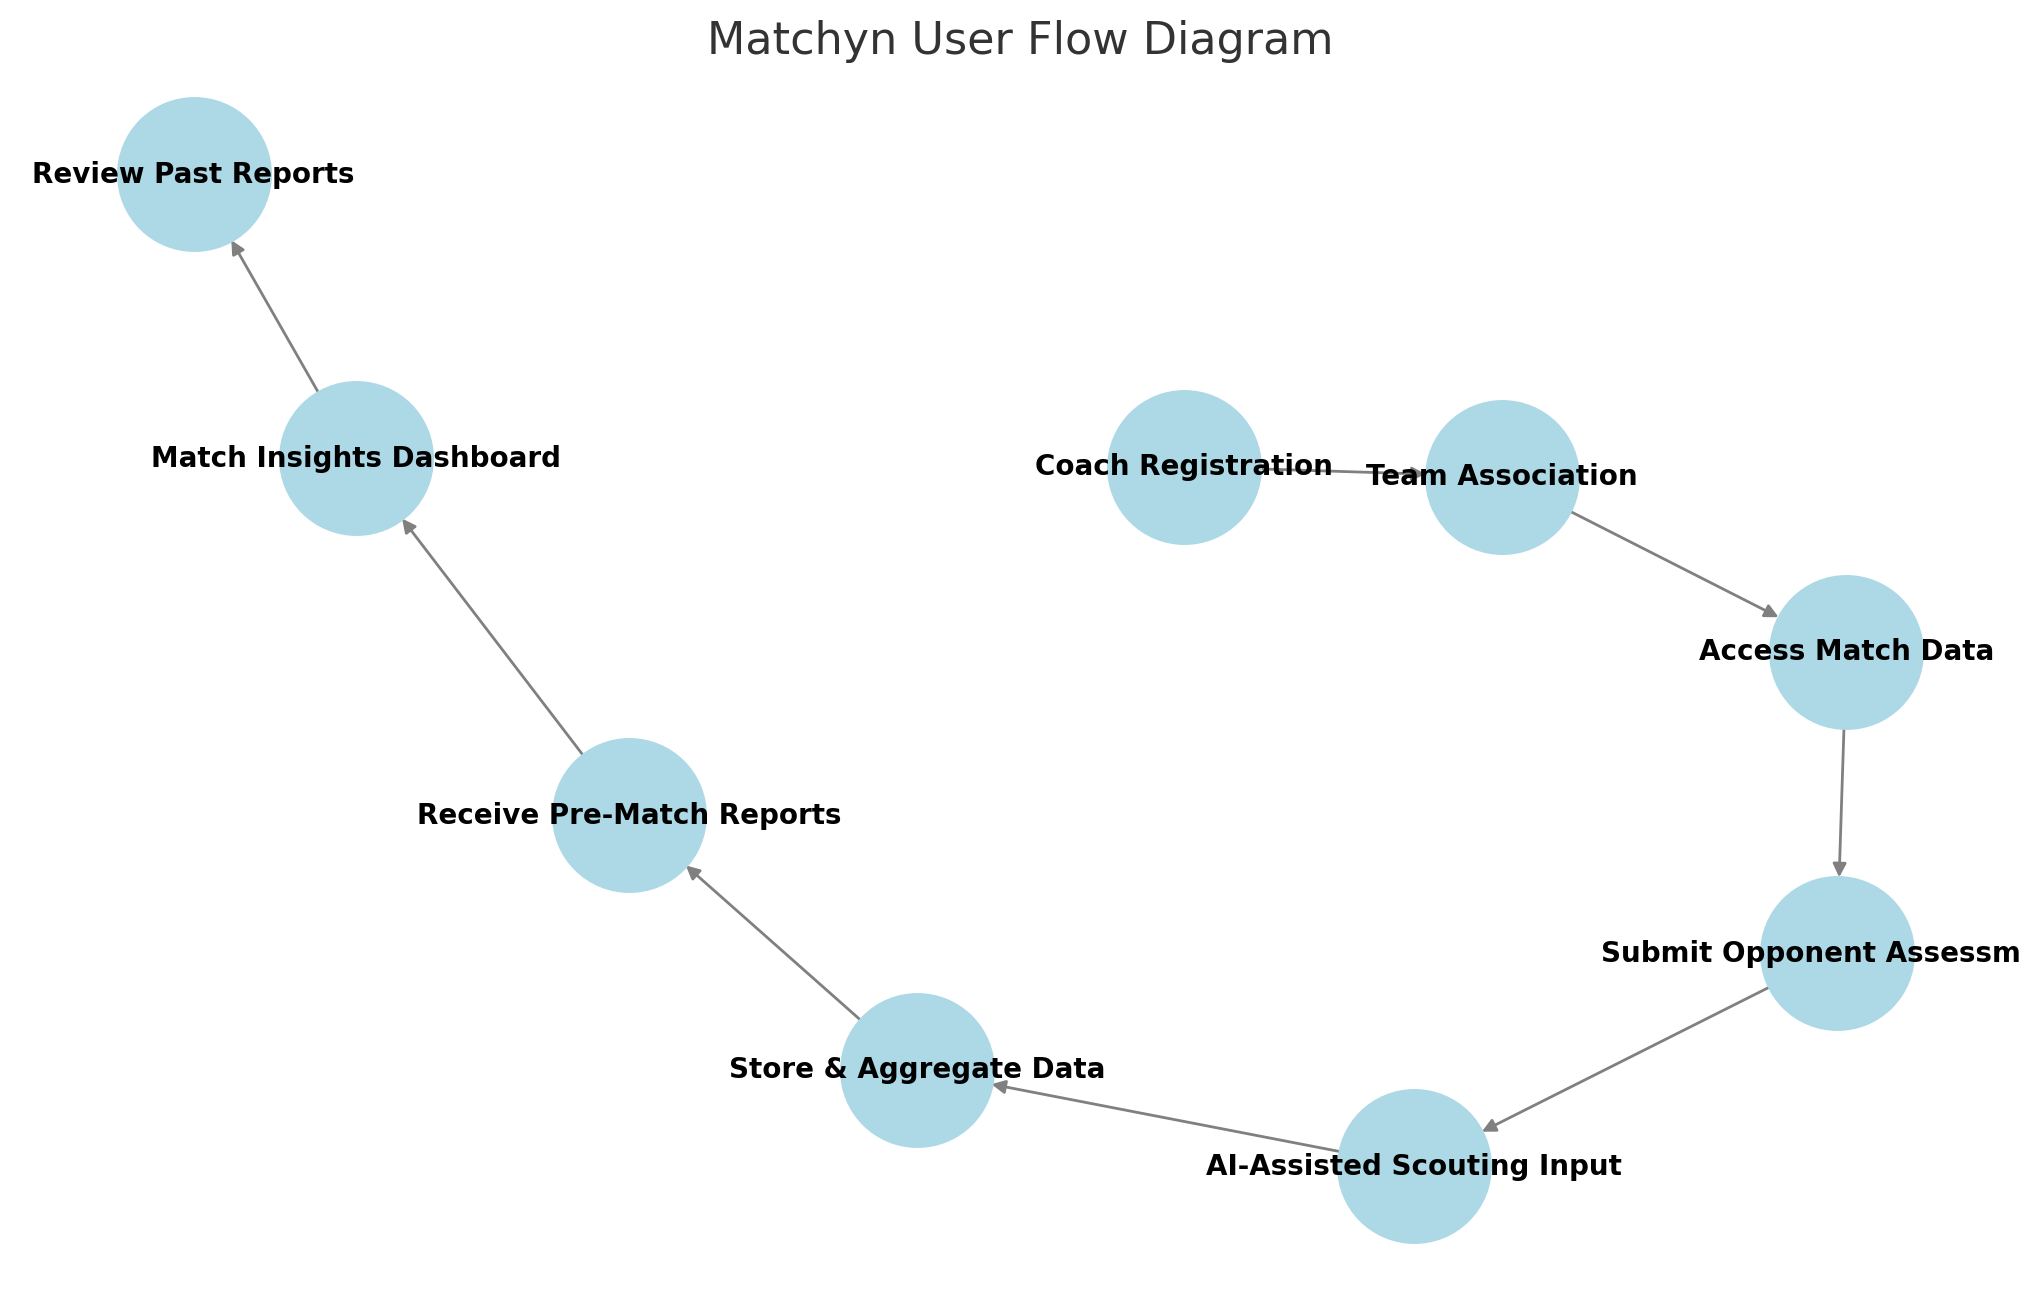 Matchyn User Flow Diagram
Review Past Reports
Match Insights Dashboard
Coach Registration
Team Association
Access Match Data
Receive Pre-Match Reports
Submit Opponent Assessm
Store & Aggregate Data
AI-Assisted Scouting Input